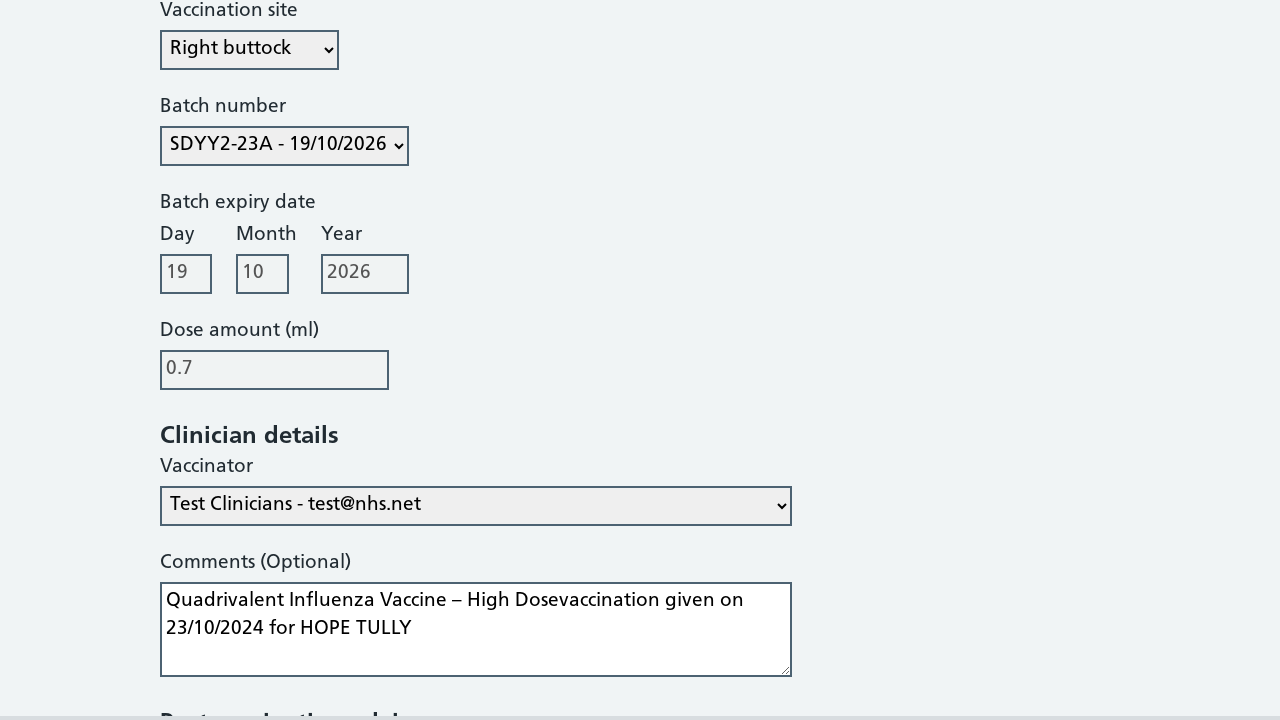 Vaccination site
Right buttock
Batch number
SDYY2-23A - 19/10/2026
Batch expiry date
Day Month Year
19 10 2026
Dose amount (ml)
0.7
Clinician details
Vaccinator
Test Clinicians - test@nhs.net
Comments (Optional)
Quadrivalent Influenza Vaccine – High Dosevaccination given on
23/10/2024 for HOPE TULLY